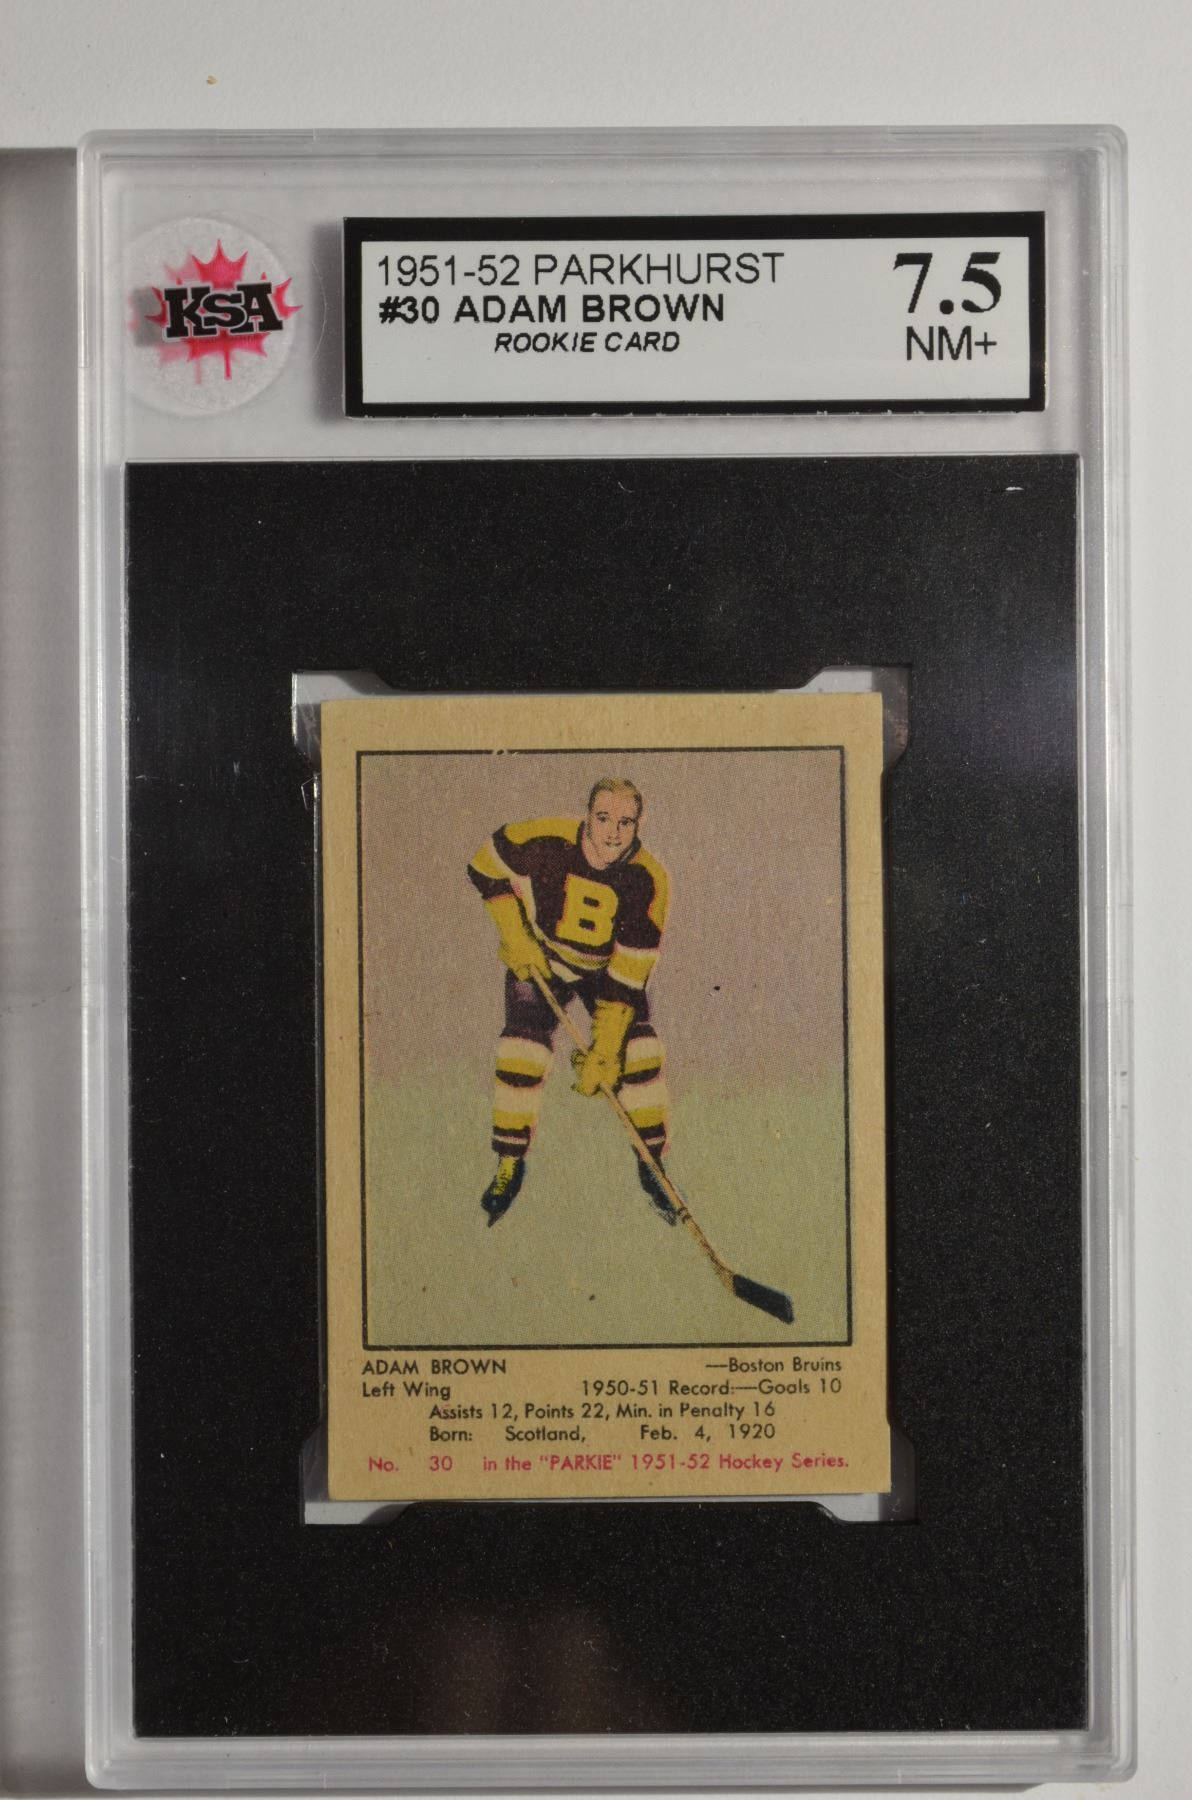 KSA
1951-52 PARKHURST
#30 ADAM BROWN
ROOKIE CARD
7.5
NM+
B
ADAM BROWN —Boston Bruins
Left Wing 1950-51 Record:—Goals 10
Assists 12, Points 22, Min. in Penalty 16
Born: Scotland, Feb. 4, 1920
No. 30 in the "PARKIE" 1951-52 Hockey Series.